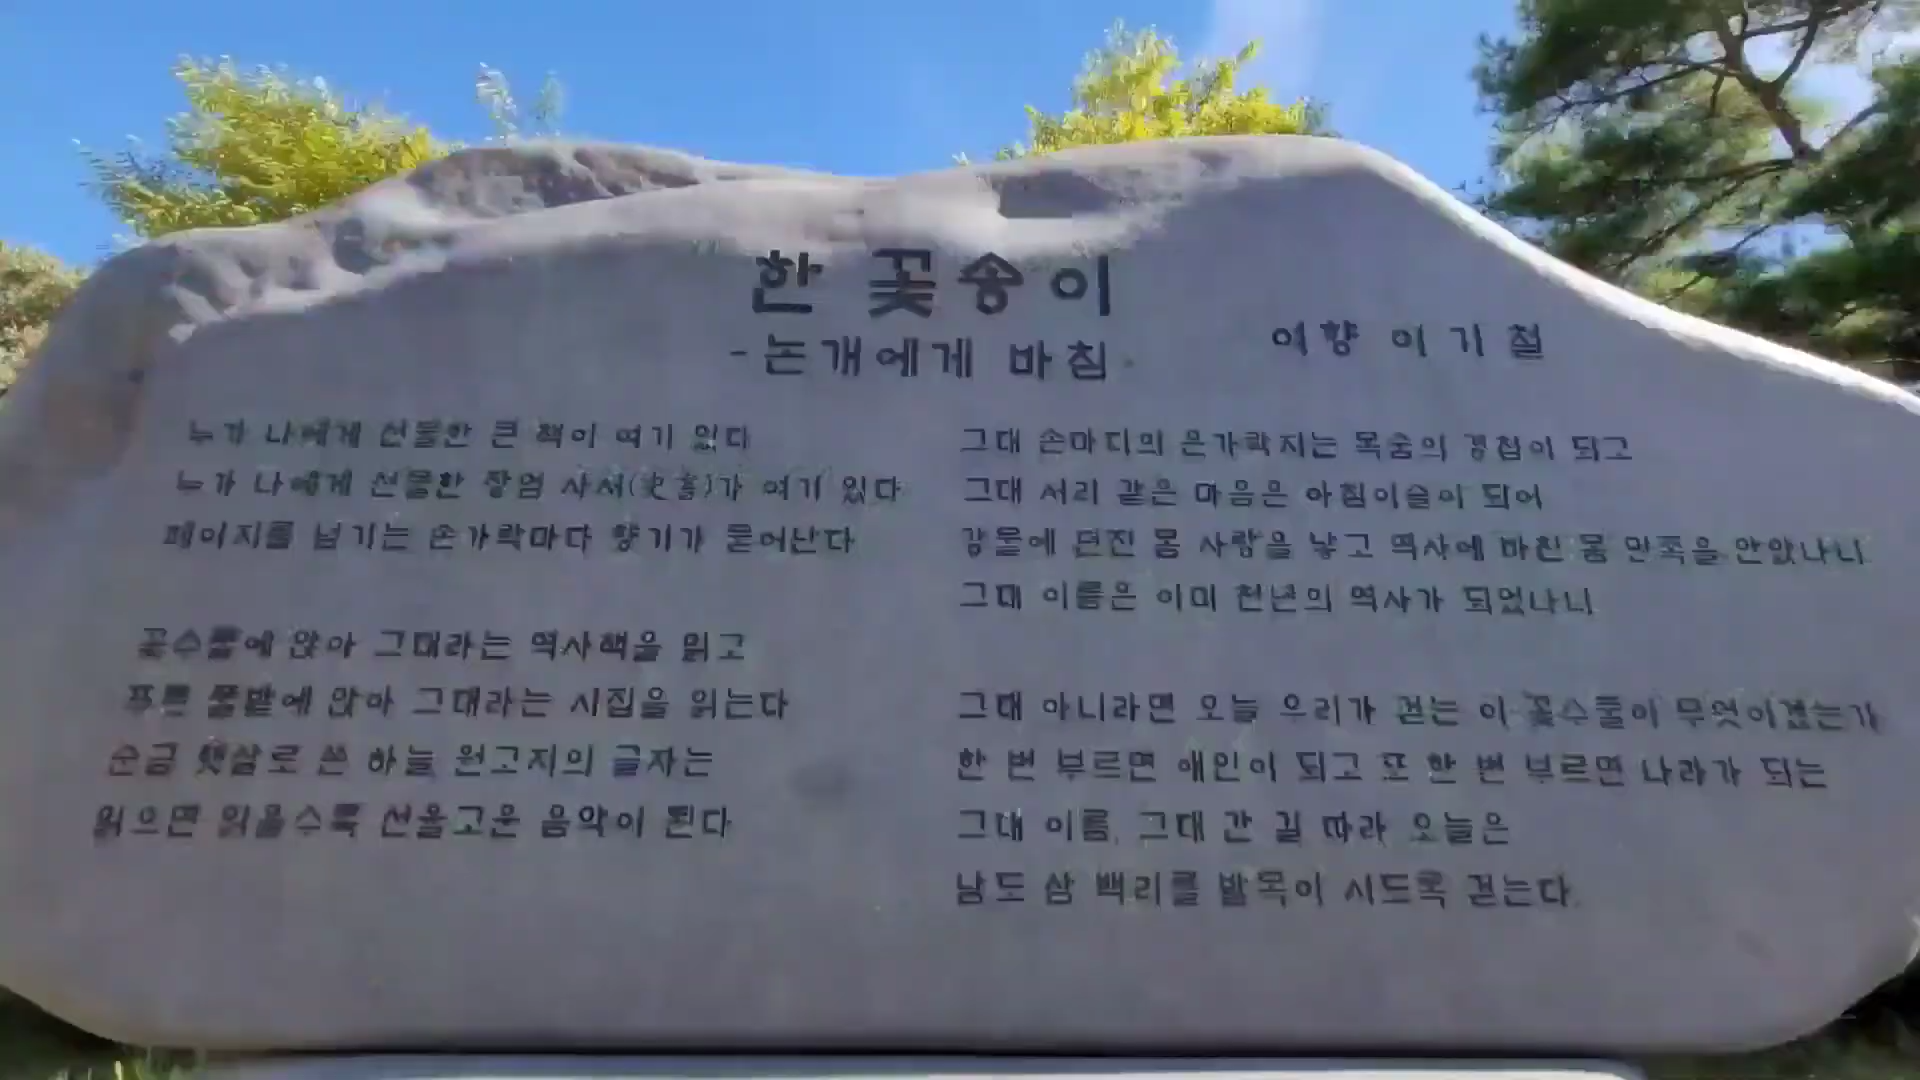 한 꽃송이
-논개에게 바침-
여향 이기철
누가 나에게 선물한 큰 책이 여기 있다
누가 나에게 선물한 장엄 사서(史書)가 여기 있다
페이지를 넘기는 손가락마다 향기가 묻어난다
꽃수틀에 앉아 그대라는 역사책을 읽고
푸른 풀밭에 앉아 그대라는 시집을 읽는다
순금 햇살로 쓴 하늘 원고지의 글자는
읽으면 읽을수록 선율고운 음악이 된다
그대 손마디의 은가락지는 목숨의 경첩이 되고
그대 서리 같은 마음은 아침이슬이 되어
강물에 던진 몸 사랑을 낳고 역사에 바친 몸 민족을 안았나니
그대 이름은 이미 천년의 역사가 되었나니
그대 아니라면 오늘 우리가 걷는 이 꽃수틀이 무엇이겠는가
한 번 부르면 애인이 되고 또 한 번 부르면 나라가 되는
그대 이름, 그대 간 길 따라 오늘은
남도 삼 백리를 발목이 시도록 걷는다.